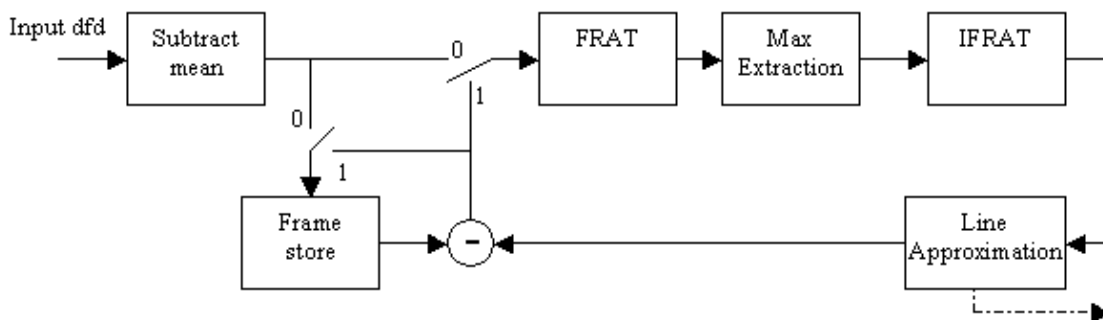 Input dfd
Subtract
mean
0
1
FRAT
Max
Extraction
IFRAT
0
1
Frame
store
-
Line
Approximation